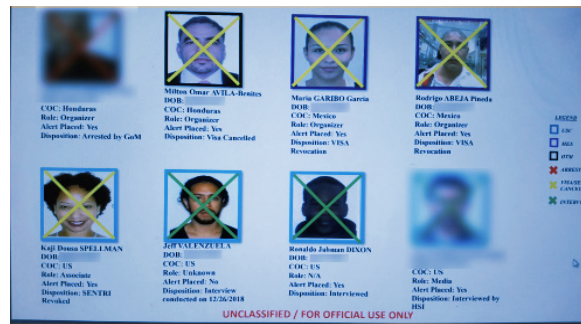 COC: Honduras
Role: Organizer
Alert Placed: Yes
Disposition: Arrested by GoM
Milton Omar AVILA-Benites
DOB:
COC: Honduras
Role: Organizer
Alert Placed: Yes
Disposition: Visa Cancelled
Maria GARIBO Garcia
DOB:
COC: Mexico
Role: Organizer
Alert Placed: Yes
Disposition: VISA
Revocation
Rodrigo ABEJA Pineda
DOB:
COC: Mexico
Role: Organizer
Alert Placed: Yes
Disposition: VISA
Revocation
LEGEND
USC
MEX
OTH
Kaji Dousa SPELLMAN
DOB:
COC: US
Role: Associate
Alert Placed: Yes
Disposition: SENTRI
Revoked
Jeff VALENZUELA
DOB:
COC: US
Role: Unknown
Alert Placed: No
Disposition: Interview
conducted on 12/26/2018
Ronaldo Jahman DIXON
DOB:
COC: US
Role: N/A
Alert Placed: Yes
Disposition: Interviewed
COC: US
Role: Media
Alert Placed: Yes
Disposition: Interviewed by
HSI
UNCLASSIFIED / FOR OFFICIAL USE ONLY